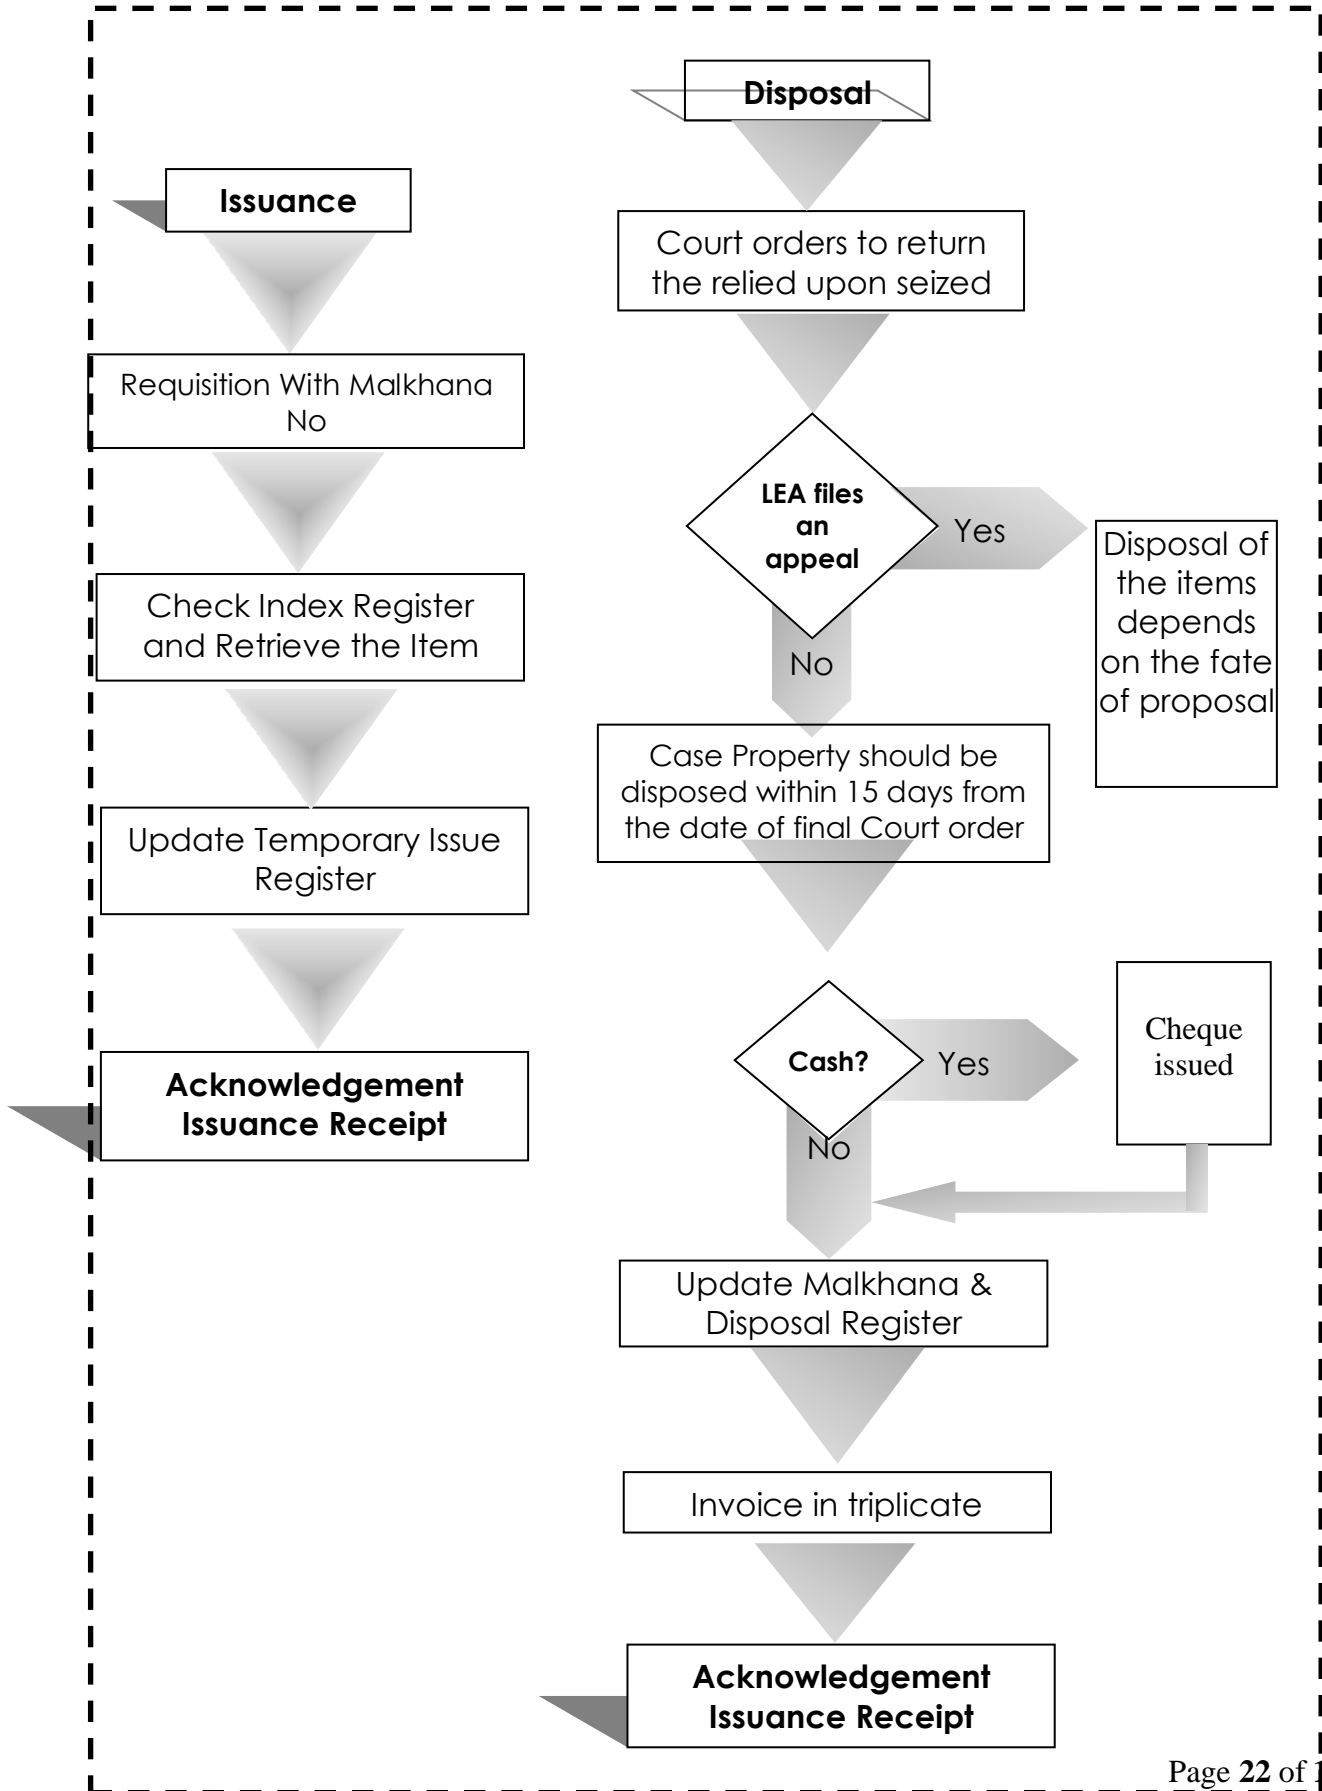 Issuance
Requisition With Malkhana
No
Check Index Register
and Retrieve the Item
Update Temporary Issue
Register
Acknowledgement
Issuance Receipt
Disposal
Court orders to return
the relied upon seized
LEA files
an
appeal
Yes
Disposal of
the items
depends
on the fate
of proposal
No
Case Property should be
disposed within 15 days from
the date of final Court order
Cash?
Yes
Cheque
issued
No
Update Malkhana &
Disposal Register
Invoice in triplicate
Acknowledgement
Issuance Receipt
Page 22 of